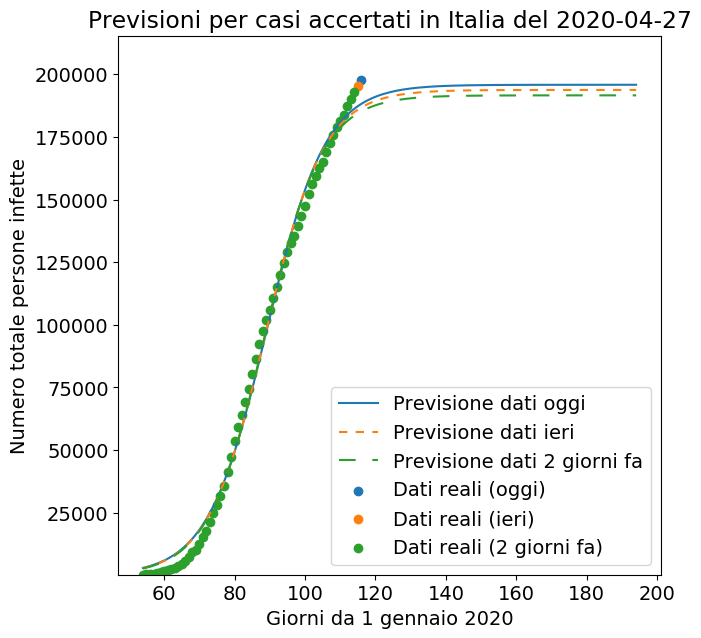 Previsioni per casi accertati in Italia del 2020-04-27
200000
175000
150000
125000
100000
75000
50000
25000
Numero totale persone infette
Previsione dati oggi
Previsione dati ieri
Previsione dati 2 giorni fa
Dati reali (oggi)
Dati reali (ieri)
Dati reali (2 giorni fa)
60 80 100 120 140 160 180 200
Giorni da 1 gennaio 2020